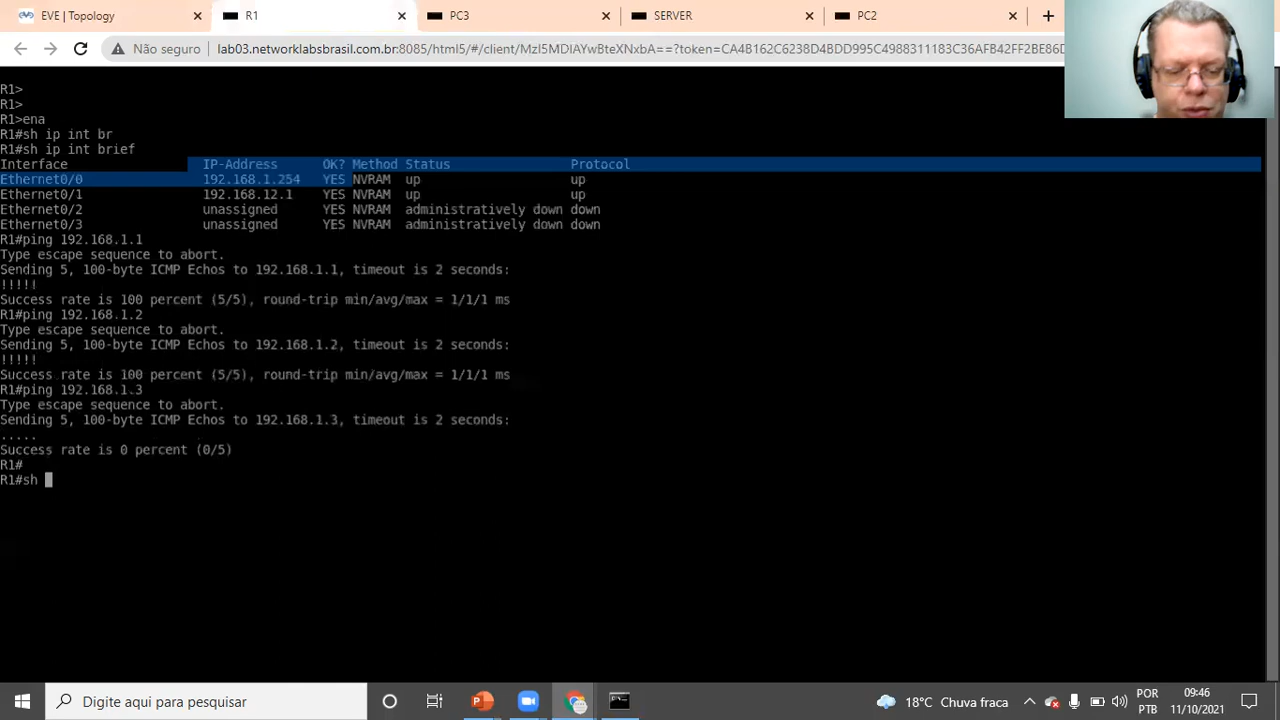 EVE | Topology
R1
PC3
SERVER
PC2
Não seguro
lab03.networklabsbrasil.com.br:8085/html5/#/client/MzI5MDIAYwBteXNxbA==?token=CA4B162C6238D4BDD995C4988311183C36AFB42FF2BE86D
R1>
R1>
R1>ena
R1#sh ip int br
R1#sh ip int brief
Interface IP-Address OK? Method Status Protocol
Ethernet0/0 192.168.1.254 YES NVRAM up up
Ethernet0/1 192.168.12.1 YES NVRAM up up
Ethernet0/2 unassigned YES NVRAM administratively down down
Ethernet0/3 unassigned YES NVRAM administratively down down
R1#ping 192.168.1.1
Type escape sequence to abort.
Sending 5, 100-byte ICMP Echos to 192.168.1.1, timeout is 2 seconds:
!!!!!
Success rate is 100 percent (5/5), round-trip min/avg/max = 1/1/1 ms
R1#ping 192.168.1.2
Type escape sequence to abort.
Sending 5, 100-byte ICMP Echos to 192.168.1.2, timeout is 2 seconds:
!!!!!
Success rate is 100 percent (5/5), round-trip min/avg/max = 1/1/1 ms
R1#ping 192.168.1.3
Type escape sequence to abort.
Sending 5, 100-byte ICMP Echos to 192.168.1.3, timeout is 2 seconds:
.....
Success rate is 0 percent (0/5)
R1#
R1#sh
Digite aqui para pesquisar
18°C Chuva fraca
POR
PTB
09:46
11/10/2021